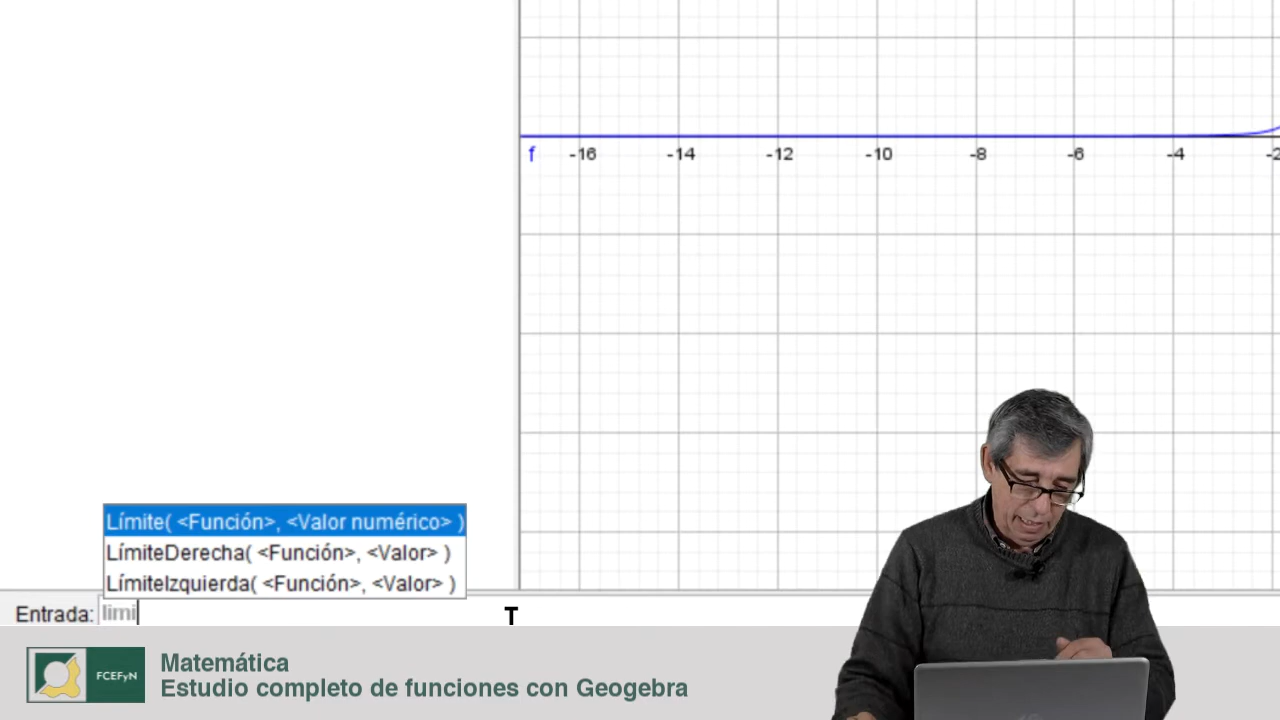 f -16 -14 -12 -10 -8 -6 -4 -2
Límite( <Función>, <Valor numérico> )
LímiteDerecha( <Función>, <Valor> )
LímiteIzquierda( <Función>, <Valor> )
Entrada: limi
FCEFyN
Matemática
Estudio completo de funciones con Geogebra